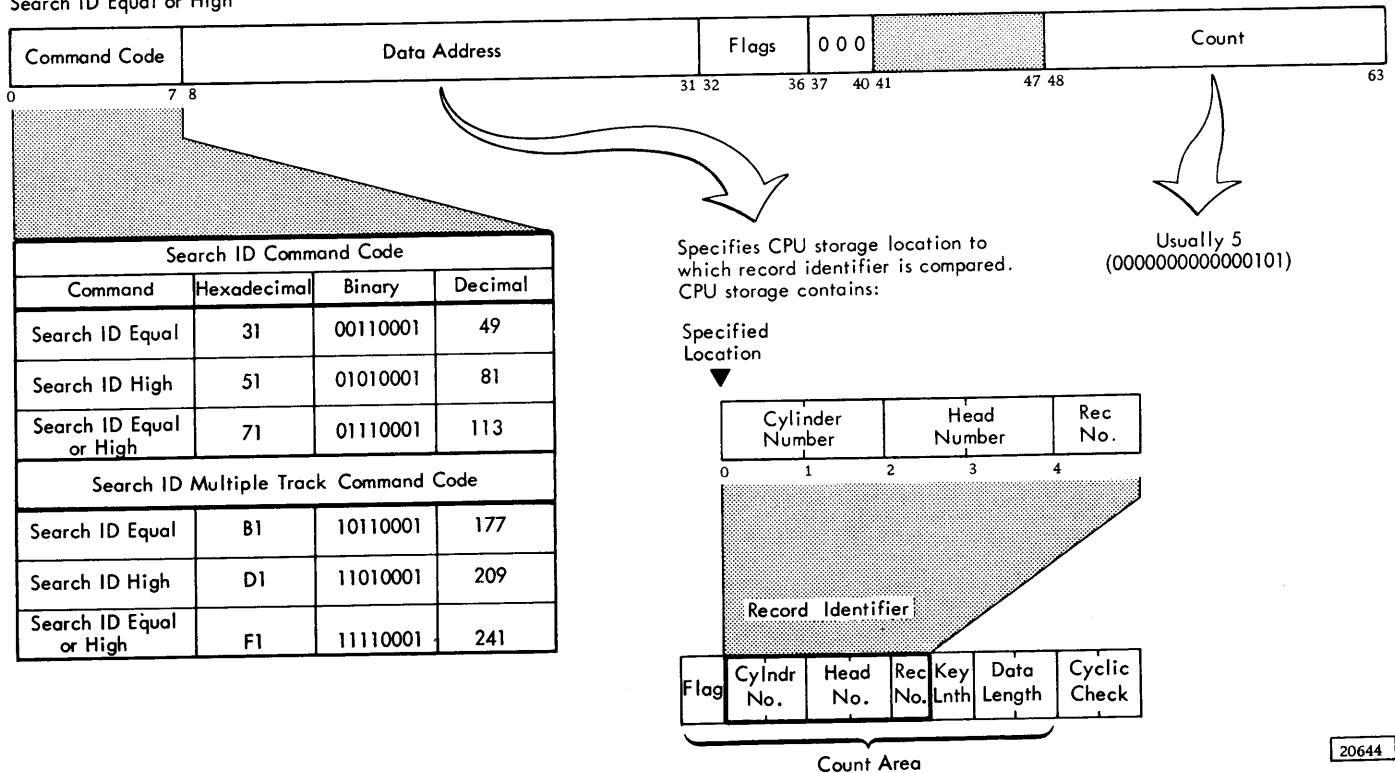 Search ID Equal or High
Command Code Data Address Flags 0 0 0 Count
0 7 8 31 32 36 37 40 41 47 48 63
Search ID Command Code
Command Hexadecimal Binary Decimal
Search ID Equal 31 00110001 49
Search ID High 51 01010001 81
Search ID Equal
or High 71 01110001 113
Search ID Multiple Track Command Code
Search ID Equal B1 10110001 177
Search ID High D1 11010001 209
Search ID Equal
or High F1 11110001 241
Specifies CPU storage location to
which record identifier is compared.
CPU storage contains:
Usually 5
(0000000000000101)
Specified
Location
Cylinder
Number
Head
Number
Rec
No.
0 1 2 3 4
Record Identifier
Flag
Cylndr
No.
Head
No.
Rec
No.
Key
Lnth
Data
Length
Cyclic
Check
Count Area
20644